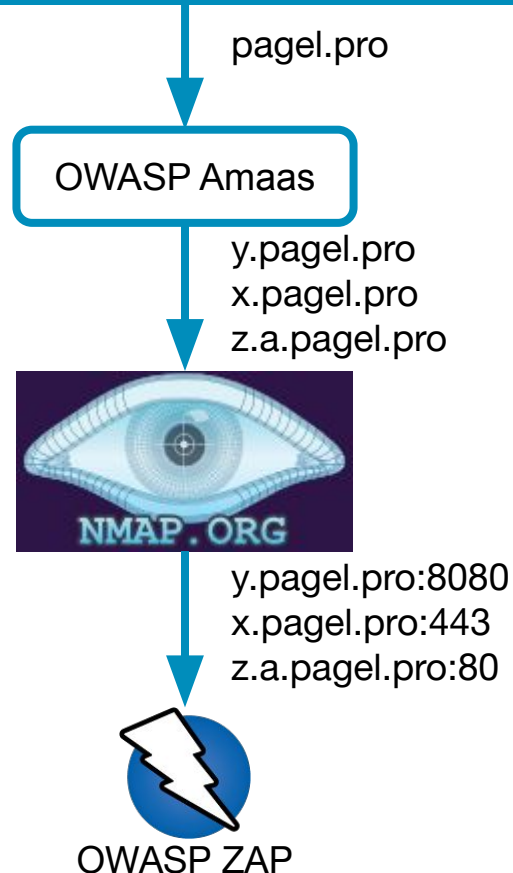 pagel.pro
OWASP Amaas
y.pagel.pro
x.pagel.pro
z.a.pagel.pro
NMAP.ORG
y.pagel.pro:8080
x.pagel.pro:443
z.a.pagel.pro:80
OWASP ZAP